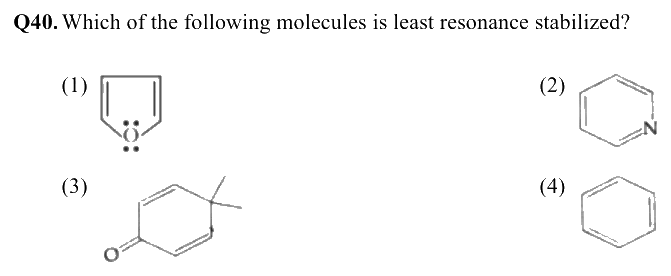 Q40. Which of the following molecules is least resonance stabilized?
(1)
O
(2)
N
(3)
O
(4)